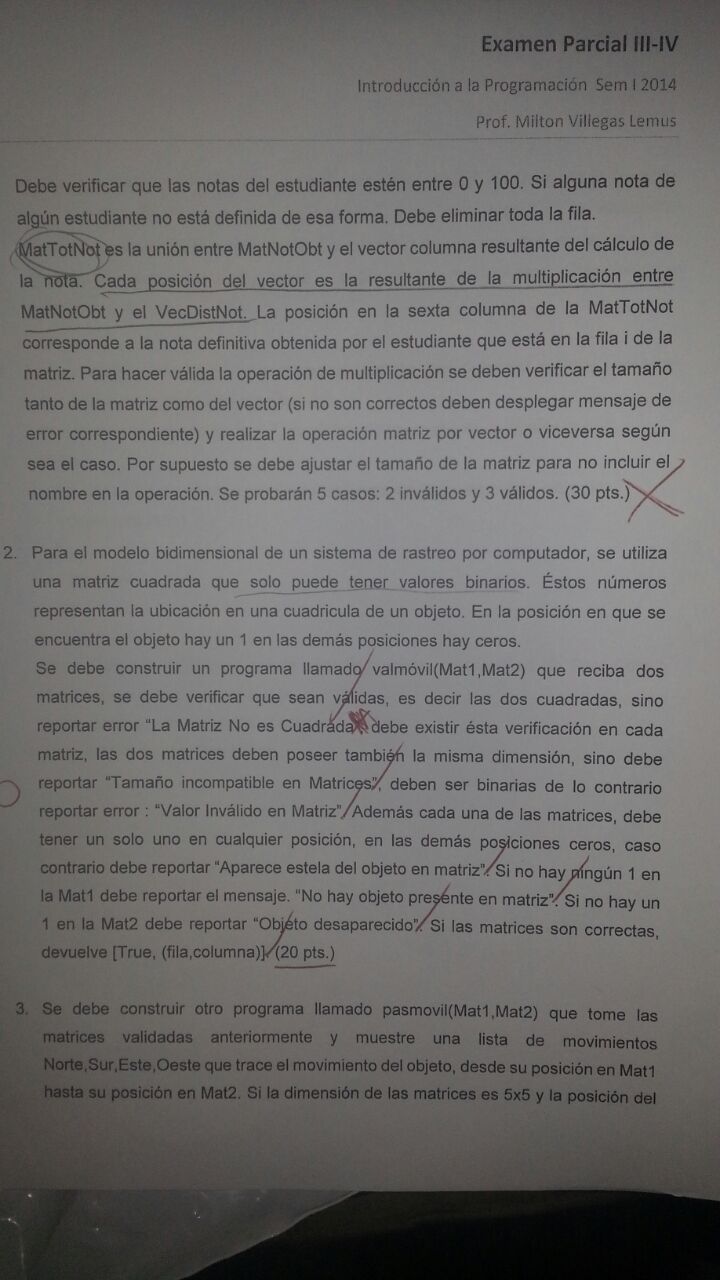 Examen Parcial III-IV
Introducción a la Programación Sem I 2014
Prof. Milton Villegas Lemus
Debe verificar que las notas del estudiante estén entre 0 y 100. Si alguna nota de
algún estudiante no está definida de esa forma. Debe eliminar toda la fila.
MatTotNot es la unión entre MatNotObt y el vector columna resultante del cálculo de
la nota. Cada posición del vector es la resultante de la multiplicación entre
MatNotObt y el VecDistNot. La posición en la sexta columna de la MatTotNot
corresponde a la nota definitiva obtenida por el estudiante que está en la fila i de la
matriz. Para hacer válida la operación de multiplicación se deben verificar el tamaño
tanto de la matriz como del vector (si no son correctos deben desplegar mensaje de
error correspondiente) y realizar la operación matriz por vector o viceversa según
sea el caso. Por supuesto se debe ajustar el tamaño de la matriz para no incluir el
nombre en la operación. Se probarán 5 casos: 2 inválidos y 3 válidos. (30 pts.)
2. Para el modelo bidimensional de un sistema de rastreo por computador, se utiliza
una matriz cuadrada que solo puede tener valores binarios. Éstos números
representan la ubicación en una cuadricula de un objeto. En la posición en que se
encuentra el objeto hay un 1 en las demás posiciones hay ceros.
Se debe construir un programa llamado valmóvil(Mat1,Mat2) que reciba dos
matrices, se debe verificar que sean válidas, es decir las dos cuadradas, sino
reportar error “La Matriz No es Cuadrada” debe existir ésta verificación en cada
matriz, las dos matrices deben poseer también la misma dimensión, sino debe
reportar “Tamaño incompatible en Matrices”, deben ser binarias de lo contrario
reportar error : “Valor Inválido en Matriz”. Además cada una de las matrices, debe
tener un solo uno en cualquier posición, en las demás posiciones ceros, caso
contrario debe reportar “Aparece estela del objeto en matriz”. Si no hay ningún 1 en
la Mat1 debe reportar el mensaje. “No hay objeto presente en matriz”. Si no hay un
1 en la Mat2 debe reportar “Objeto desaparecido”. Si las matrices son correctas,
devuelve [True, (fila,columna)]. (20 pts.)
3. Se debe construir otro programa llamado pasmovil(Mat1,Mat2) que tome las
matrices validadas anteriormente y muestre una lista de movimientos
Norte,Sur,Este,Oeste que trace el movimiento del objeto, desde su posición en Mat1
hasta su posición en Mat2. Si la dimensión de las matrices es 5x5 y la posición del